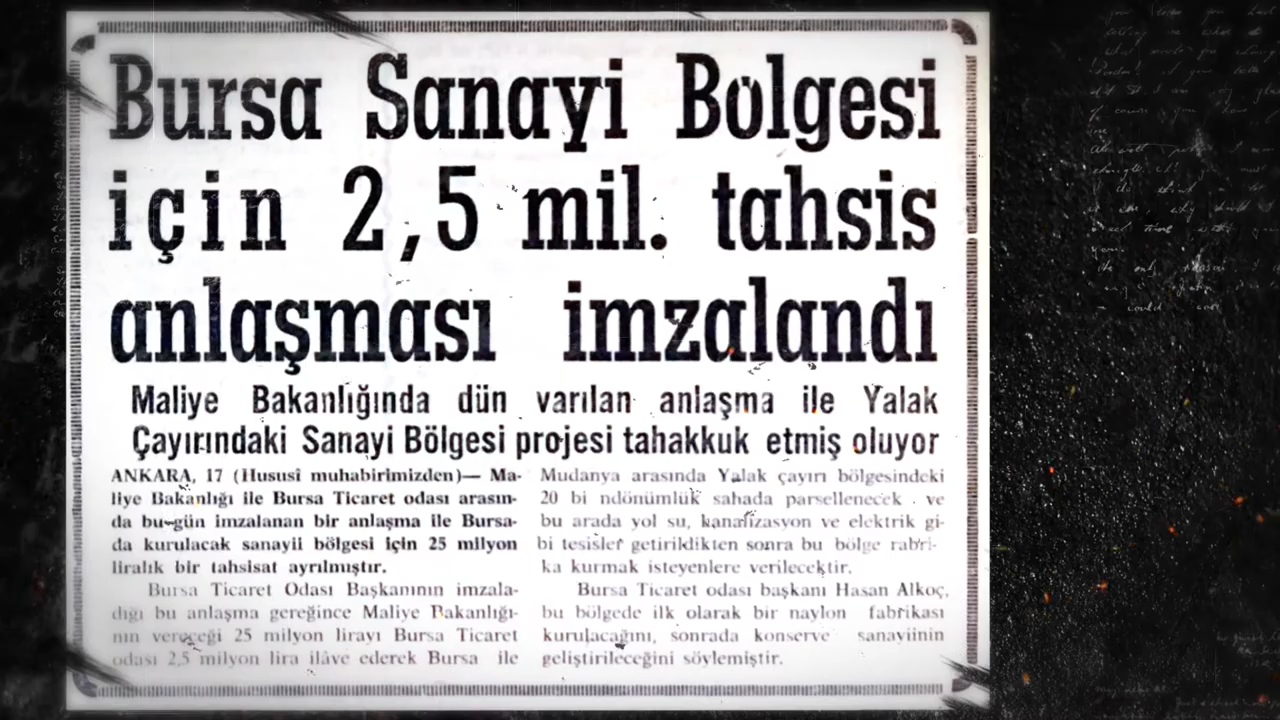 Bursa Sanayi Bölgesi
için 2,5 mil. tahsis
anlaşması imzalandı
Maliye Bakanlığında dün varılan anlaşma ile Yalak
Çayırındaki Sanayi Bölgesi projesi tahakkuk etmiş oluyor
ANKARA, 17 (Hususî muhabirimizden)— Ma-
liye Bakanlığı ile Bursa Ticaret odası arasın-
da bu gün imzalanan bir anlaşma ile Bursa-
da kurulacak sanayii bölgesi için 25 milyon
liralık bir tahsisat ayrılmıştır.
Bursa Ticaret Odası Başkanının imzala-
dığı bu anlaşma gereğince Maliye Bakanlığı-
nın vereceği 25 milyon lirayı Bursa Ticaret
odası 2,5 milyon lira ilâve ederek Bursa ile
Mudanya arasında Yalak çayırı bölgesindeki
20 bi ndönümlük sahada parsellenecek ve
bu arada yol su, kanalizasyon ve elektrik gi-
bi tesisler getirildikten sonra bu bölge fabri-
ka kurmak isteyenlere verilecektir.
Bursa Ticaret odası başkanı Hasan Alkoç,
bu bölgede ilk olarak bir naylon fabrikası
kurulacağını, sonrada konserve sanayiinin
geliştirileceğini söylemiştir.